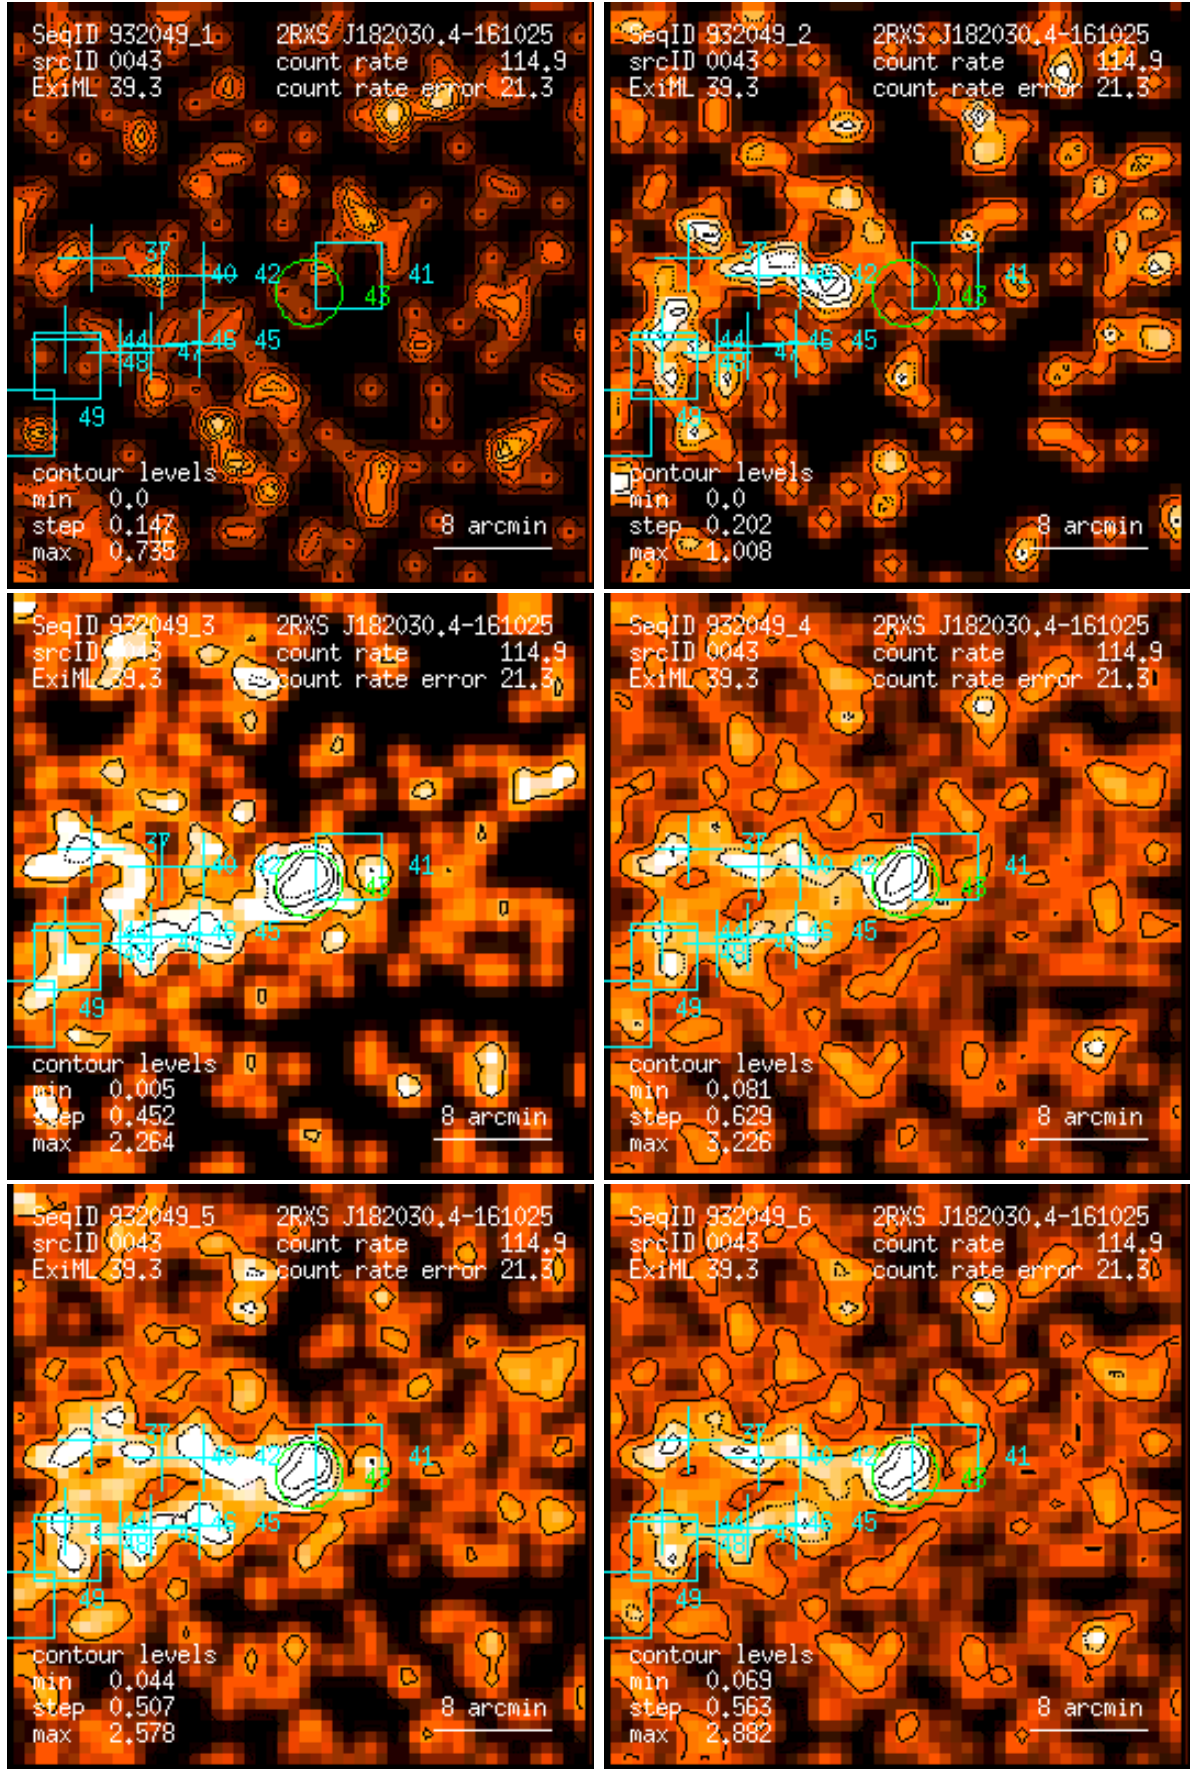 SeqID 932049_1 2RXS J182030.4-161025
srcID 0043 count rate 114.9
ExiML 39.3 count rate error 21.3
37 40 42 41
43
44 46 45
48 47
49
contour levels
min 0.0
step 0.147 8 arcmin
max 0.735
SeqID 932049_2 2RXS J182030.4-161025
srcID 0043 count rate 114.9
ExiML 39.3 count rate error 21.3
37 40 42 41
43
44 46 45
48 47
49
contour levels
min 0.0
step 0.202 8 arcmin
max 1.008
SeqID 932049_3 2RXS J182030.4-161025
srcID 0043 count rate 114.9
ExiML 39.3 count rate error 21.3
37 40 42 41
43
44 46 45
48
49
contour levels
min 0.005
step 0.452 8 arcmin
max 2.264
SeqID 932049_4 2RXS J182030.4-161025
srcID 0043 count rate 114.9
ExiML 39.3 count rate error 21.3
37 40 42 41
43
44 46 45
48 47
49
contour levels
min 0.081
step 0.629 8 arcmin
max 3.226
SeqID 932049_5 2RXS J182030.4-161025
srcID 0043 count rate 114.9
ExiML 39.3 count rate error 21.3
37 40 42 41
43
44 46 45
48
49
contour levels
min 0.044
step 0.507 8 arcmin
max 2.578
SeqID 932049_6 2RXS J182030.4-161025
srcID 0043 count rate 114.9
ExiML 39.3 count rate error 21.3
37 40 42 41
43
44 46 45
48 47
49
contour levels
min 0.069
step 0.563 8 arcmin
max 2.882